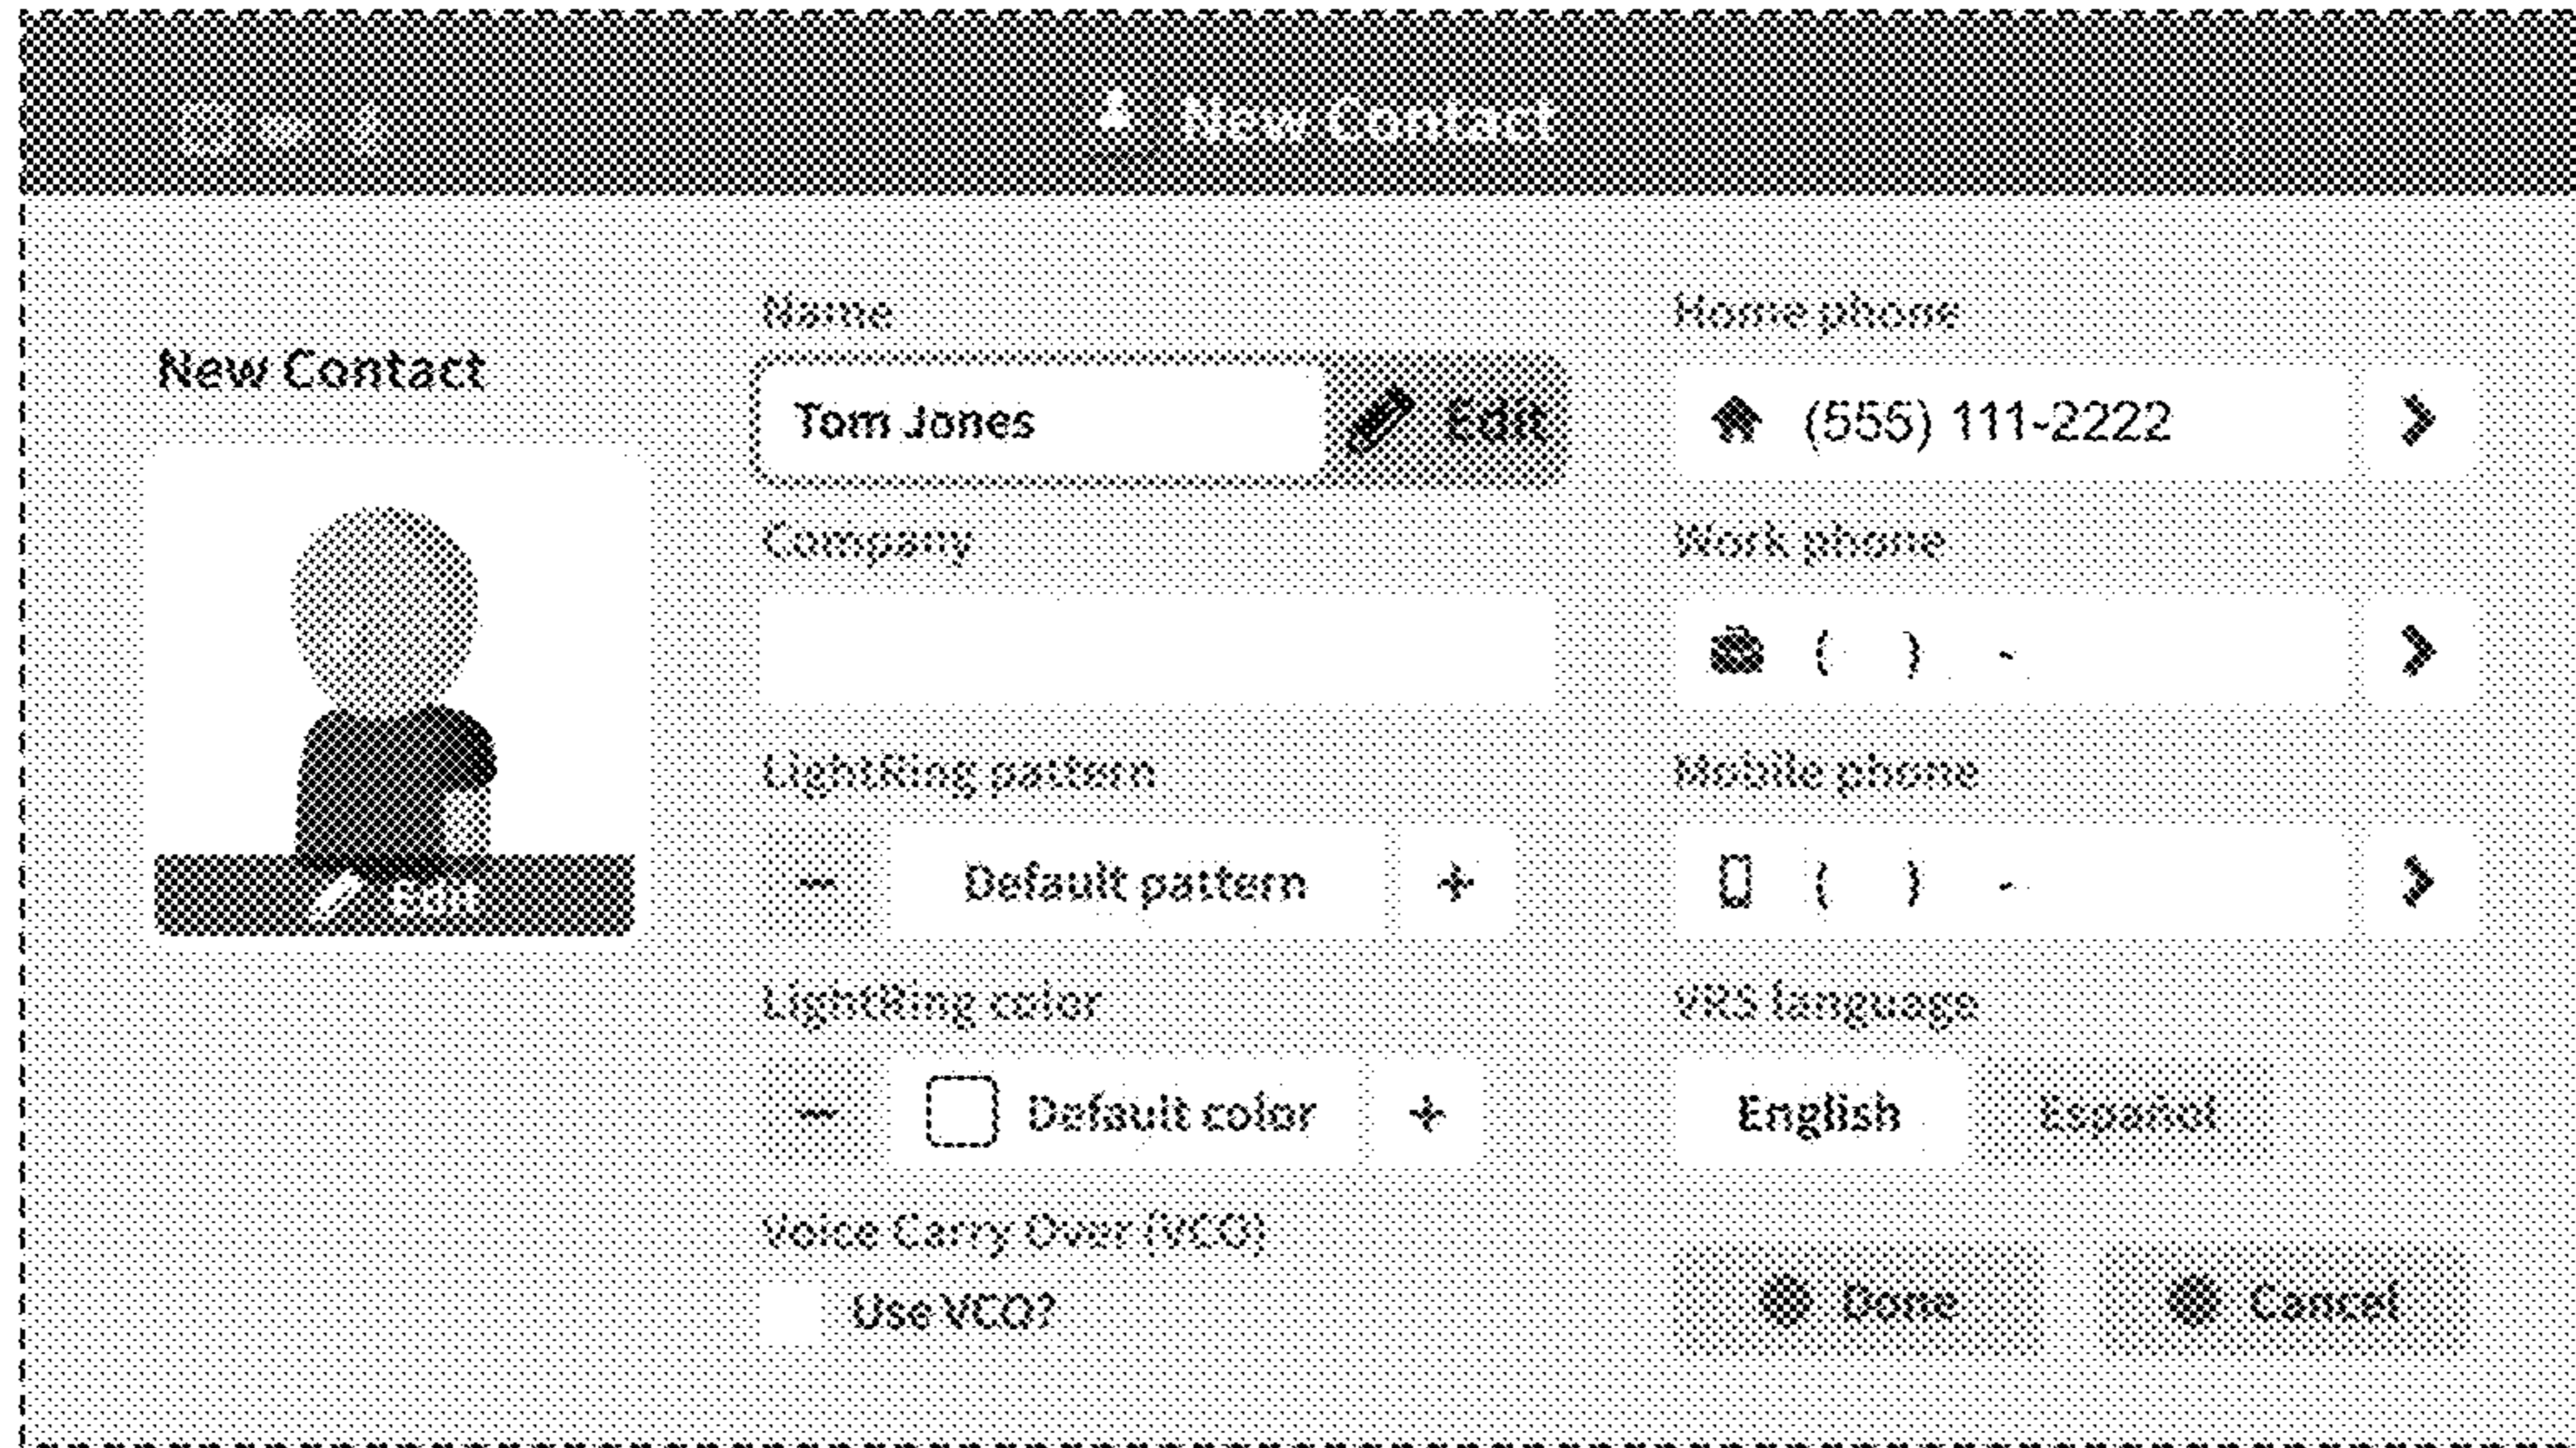 New Contact
New Contact
Edit
Name
Tom Jones
Edit
Company
LightRing pattern
− Default pattern +
LightRing color
− Default color +
Voice Carry Over (VCO)
Use VCO?
Home phone
(555) 111-2222
Work phone
( ) -
Mobile phone
( ) -
VRS language
English Español
Done Cancel